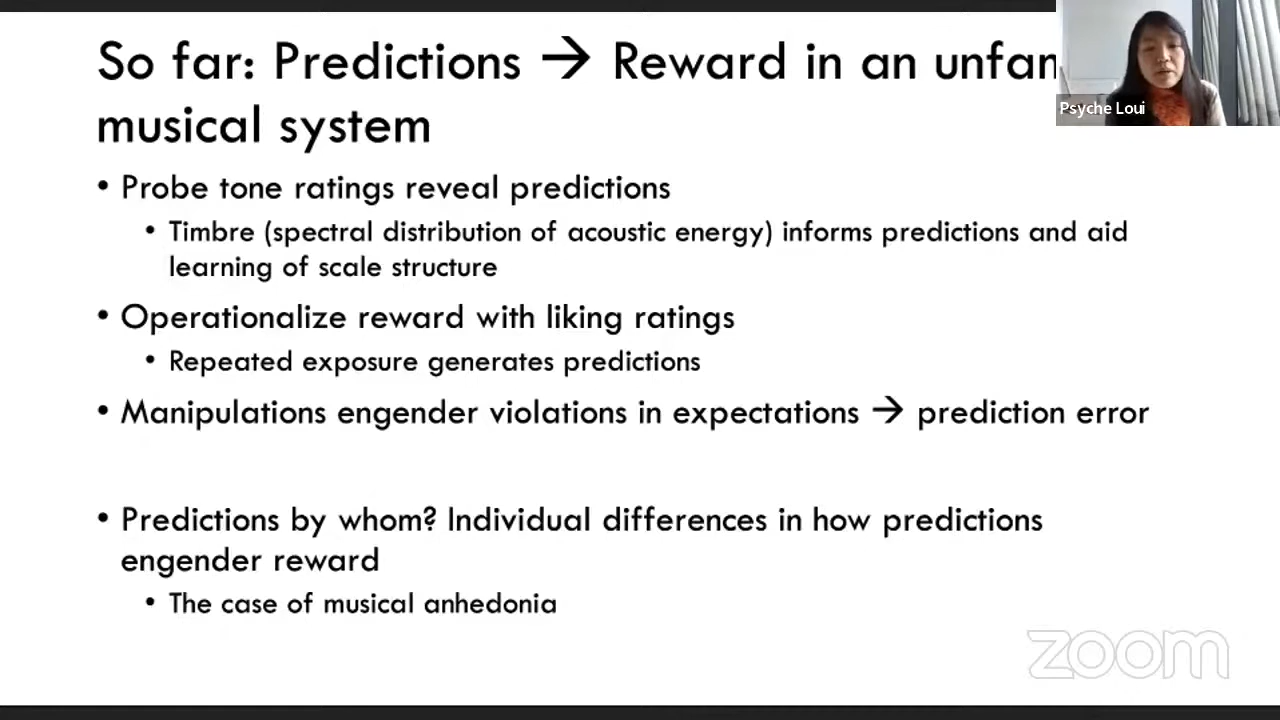 So far: Predictions → Reward in an
musical system
Psyche Loui
• Probe tone ratings reveal predictions
• Timbre (spectral distribution of acoustic energy) informs predictions and aid
learning of scale structure
• Operationalize reward with liking ratings
• Repeated exposure generates predictions
• Manipulations engender violations in expectations → prediction error
• Predictions by whom? Individual differences in how predictions
engender reward
• The case of musical anhedonia
zoom